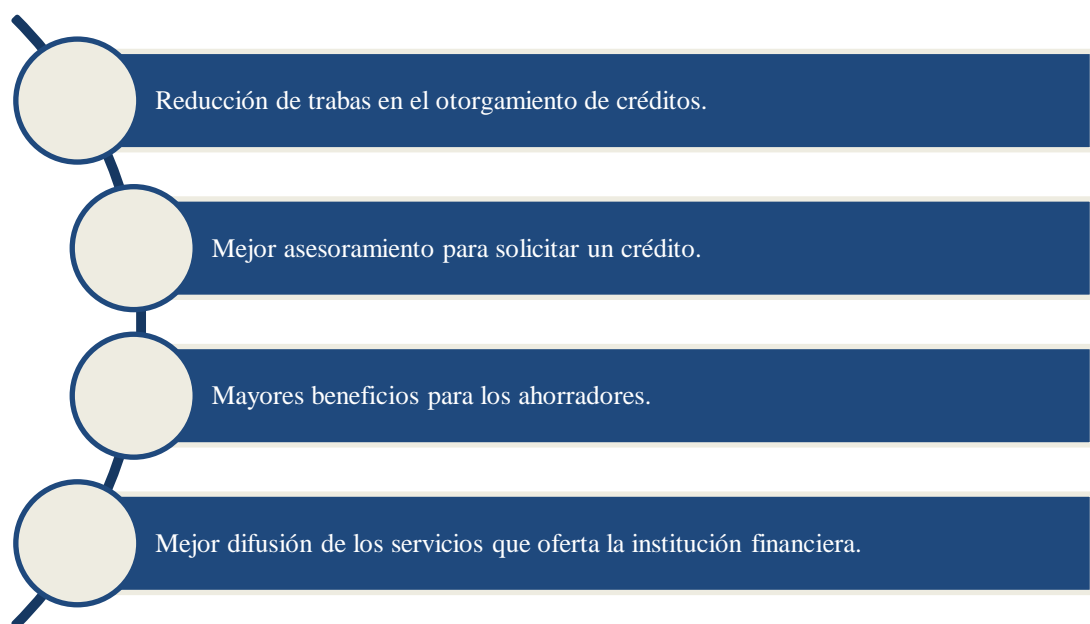 Reducción de trabas en el otorgamiento de créditos.
Mejor asesoramiento para solicitar un crédito.
Mayores beneficios para los ahorradores.
Mejor difusión de los servicios que oferta la institución financiera.